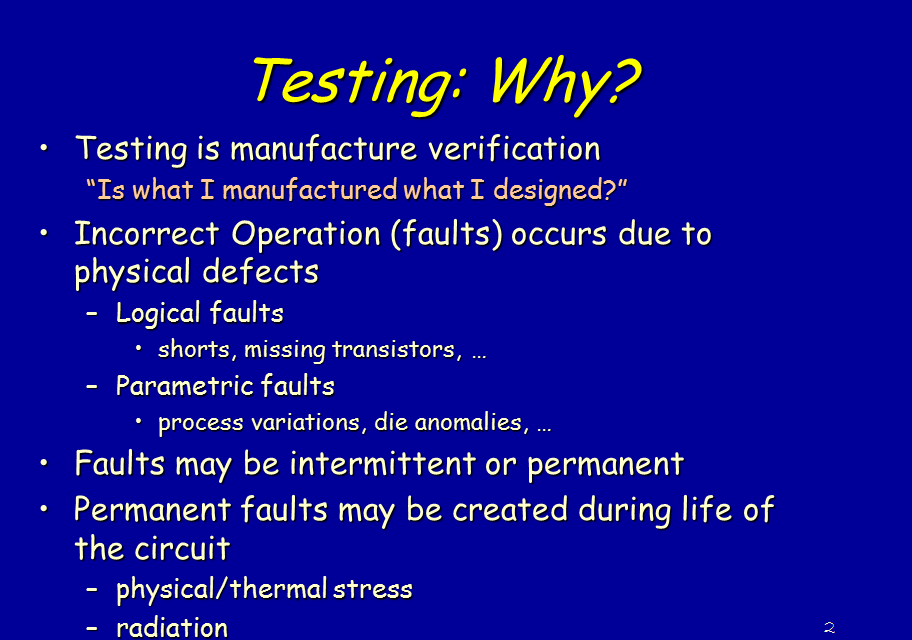 Testing: Why?
• Testing is manufacture verification
“Is what I manufactured what I designed?”
• Incorrect Operation (faults) occurs due to
physical defects
– Logical faults
• shorts, missing transistors, …
– Parametric faults
• process variations, die anomalies, …
• Faults may be intermittent or permanent
• Permanent faults may be created during life of
the circuit
– physical/thermal stress
– radiation
2